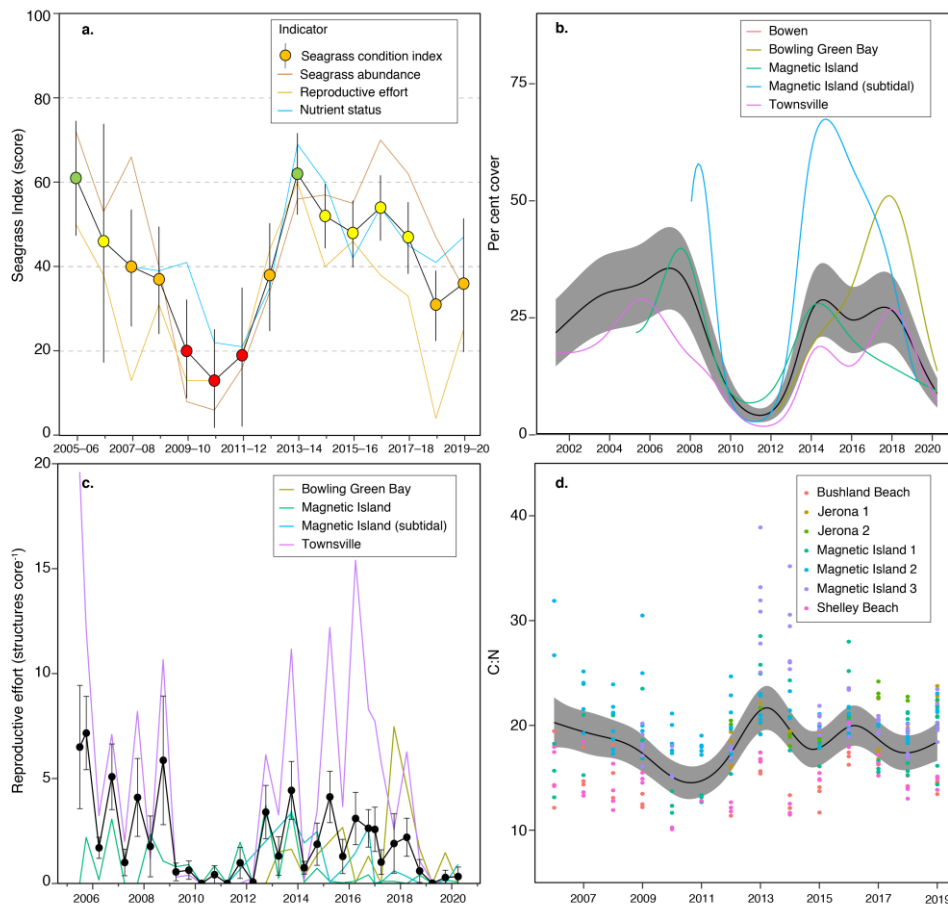 a.
Indicator
Seagrass condition index
Seagrass abundance
Reproductive effort
Nutrient status
Seagrass Index (score)
100
80
60
40
20
0
2005–06 2007–08 2009–10 2011–12 2013–14 2015–16 2017–18 2019–20
b.
Bowen
Bowling Green Bay
Magnetic Island
Magnetic Island (subtidal)
Townsville
Per cent cover
75
50
25
0
2002 2004 2006 2008 2010 2012 2014 2016 2018 2020
c.
Bowling Green Bay
Magnetic Island
Magnetic Island (subtidal)
Townsville
Reproductive effort (structures core⁻¹)
20
15
10
5
0
2006 2008 2010 2012 2014 2016 2018 2020
d.
Bushland Beach
Jerona 1
Jerona 2
Magnetic Island 1
Magnetic Island 2
Magnetic Island 3
Shelley Beach
C:N
40
30
20
10
2007 2009 2011 2013 2015 2017 2019